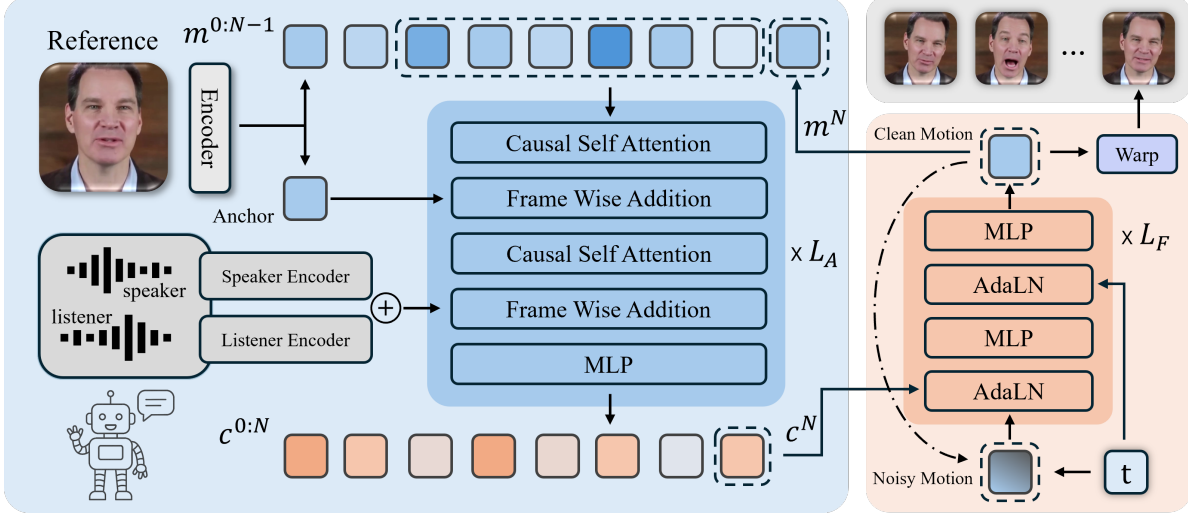 Reference
m^{0:N-1}
Encoder
Anchor
speaker
listener
Speaker Encoder
Listener Encoder
+
Causal Self Attention
Frame Wise Addition
Causal Self Attention
Frame Wise Addition
MLP
x L_A
c^{0:N}
c^N
m^N
...
Clean Motion
Warp
MLP
AdaLN
MLP
AdaLN
x L_F
Noisy Motion
t